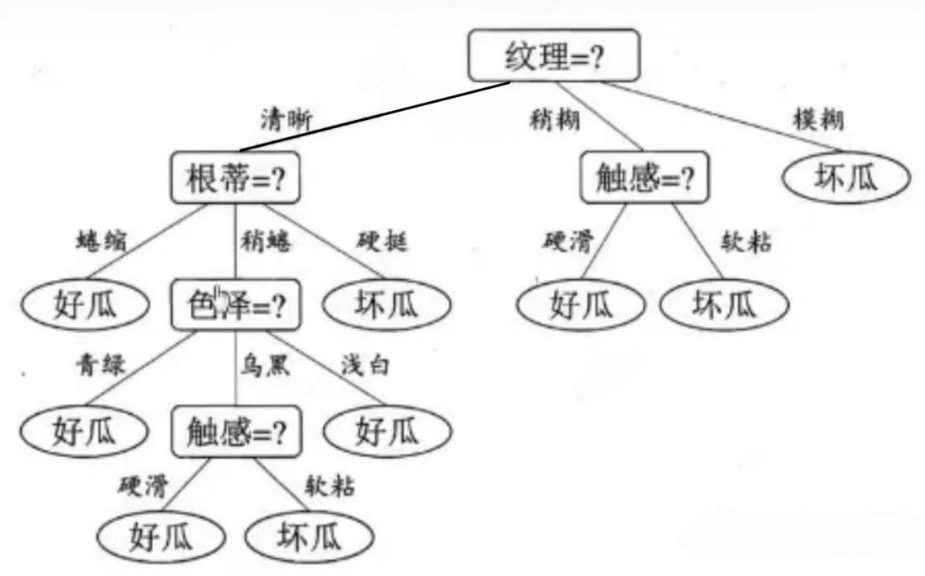 纹理=?
清晰 稍糊 模糊
根蒂=? 触感=? 坏瓜
蜷缩 稍蜷 硬挺 硬滑 软粘
好瓜 色泽=? 坏瓜 好瓜 坏瓜
青绿 乌黑 浅白
好瓜 触感=? 好瓜
硬滑 软粘
好瓜 坏瓜